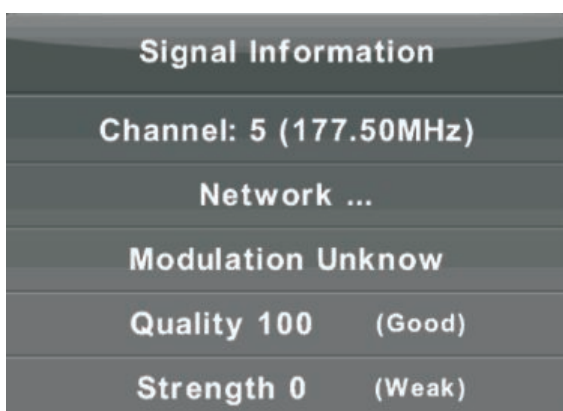 Signal Information
Channel: 5 (177.50MHz)
Network ...
Modulation Unknow
Quality 100 (Good)
Strength 0 (Weak)